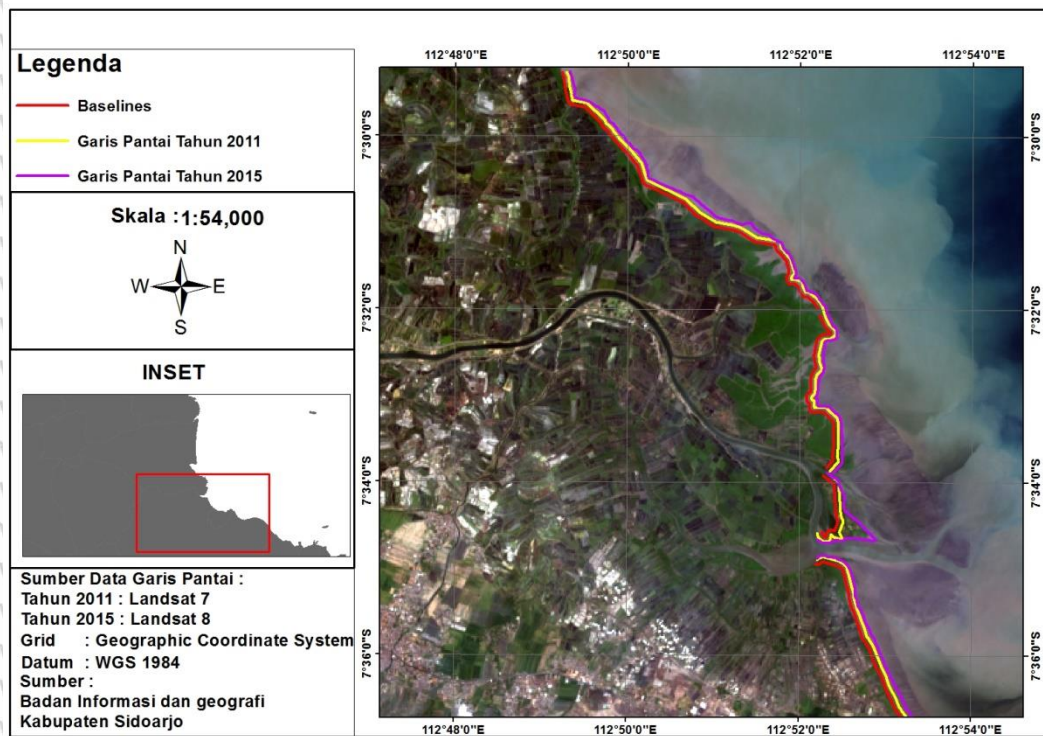 Legenda
Baselines
Garis Pantai Tahun 2011
Garis Pantai Tahun 2015
Skala : 1:54,000
N
W E
S
INSET
Sumber Data Garis Pantai :
Tahun 2011 : Landsat 7
Tahun 2015 : Landsat 8
Grid : Geographic Coordinate System
Datum : WGS 1984
Sumber :
Badan Informasi dan geografi
Kabupaten Sidoarjo
112°48'0"E 112°50'0"E 112°52'0"E 112°54'0"E
7°30'0"S 7°30'0"S
7°32'0"S 7°32'0"S
7°34'0"S 7°34'0"S
7°36'0"S 7°36'0"S
112°48'0"E 112°50'0"E 112°52'0"E 112°54'0"E